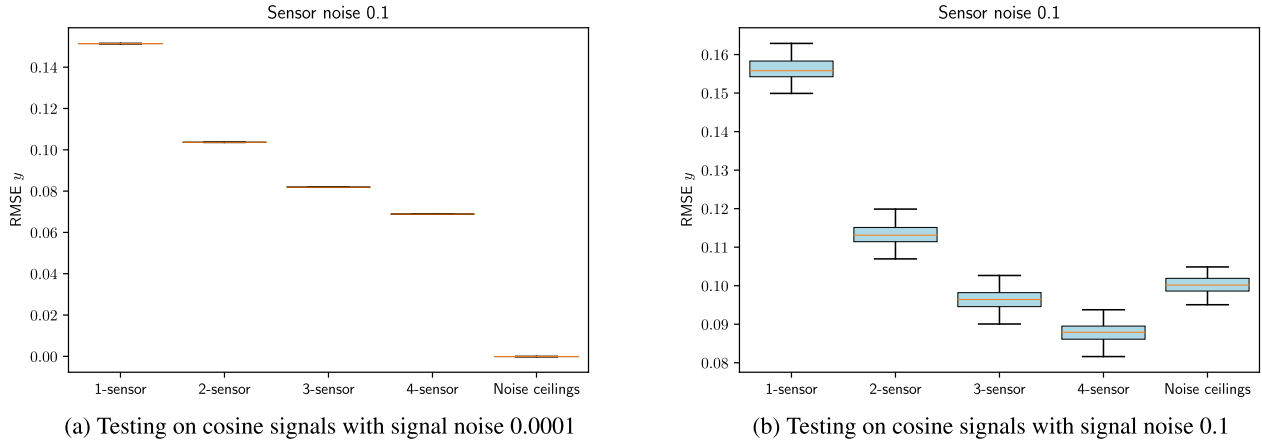 Sensor noise 0.1
RMSE y
0.14
0.12
0.10
0.08
0.06
0.04
0.02
0.00
1-sensor 2-sensor 3-sensor 4-sensor Noise ceilings
(a) Testing on cosine signals with signal noise 0.0001
Sensor noise 0.1
RMSE y
0.16
0.15
0.14
0.13
0.12
0.11
0.10
0.09
0.08
1-sensor 2-sensor 3-sensor 4-sensor Noise ceilings
(b) Testing on cosine signals with signal noise 0.1